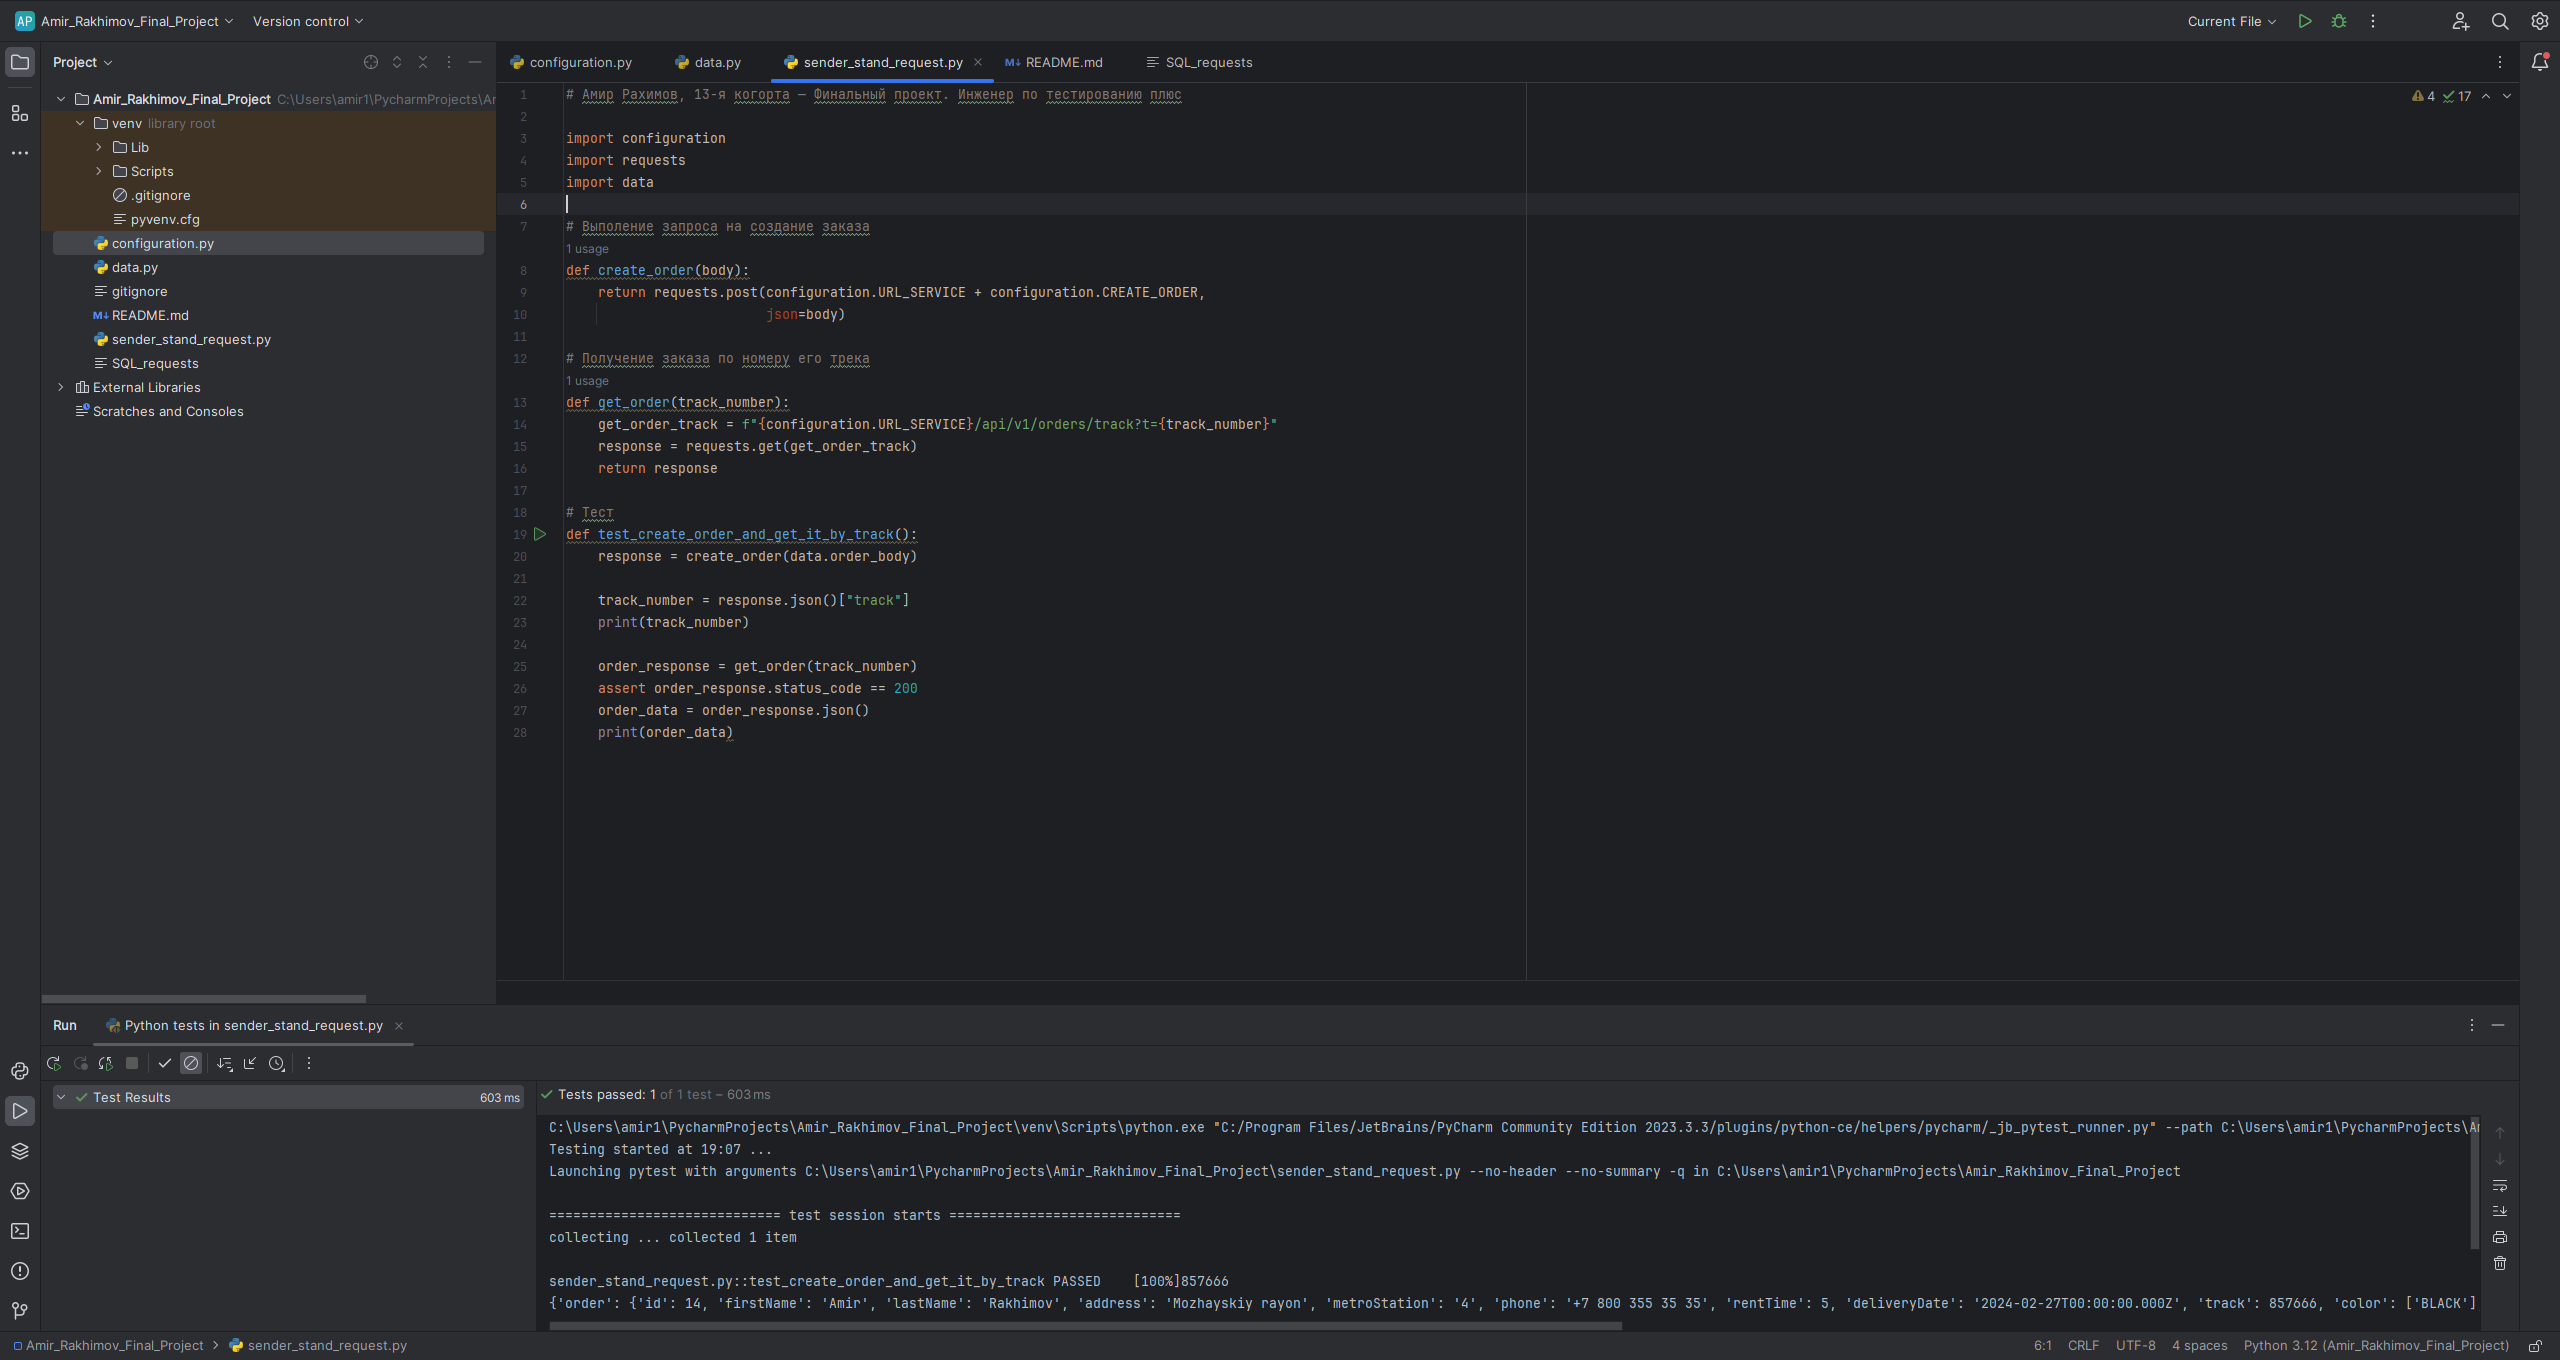 AP Amir_Rakhimov_Final_Project Version control Current File
Project
Amir_Rakhimov_Final_Project C:\Users\amir1\PycharmProjects\Ar
venv library root
Lib
Scripts
.gitignore
pyvenv.cfg
configuration.py
data.py
gitignore
README.md
sender_stand_request.py
SQL_requests
External Libraries
Scratches and Consoles
configuration.py data.py sender_stand_request.py README.md SQL_requests
4 17
1 # Амир Рахимов, 13-я когорта — Финальный проект. Инженер по тестированию плюс
2
3 import configuration
4 import requests
5 import data
6
7 # Выполение запроса на создание заказа
1 usage
8 def create_order(body):
9 return requests.post(configuration.URL_SERVICE + configuration.CREATE_ORDER,
10 json=body)
11
12 # Получение заказа по номеру его трека
1 usage
13 def get_order(track_number):
14 get_order_track = f"{configuration.URL_SERVICE}/api/v1/orders/track?t={track_number}"
15 response = requests.get(get_order_track)
16 return response
17
18 # Тест
19 def test_create_order_and_get_it_by_track():
20 response = create_order(data.order_body)
21
22 track_number = response.json()["track"]
23 print(track_number)
24
25 order_response = get_order(track_number)
26 assert order_response.status_code == 200
27 order_data = order_response.json()
28 print(order_data)
Run Python tests in sender_stand_request.py
Test Results 603 ms
Tests passed: 1 of 1 test – 603 ms
C:\Users\amir1\PycharmProjects\Amir_Rakhimov_Final_Project\venv\Scripts\python.exe "C:/Program Files/JetBrains/PyCharm Community Edition 2023.3.3/plugins/python-ce/helpers/pycharm/_jb_pytest_runner.py" --path C:\Users\amir1\PycharmProjects\Am
Testing started at 19:07 ...
Launching pytest with arguments C:\Users\amir1\PycharmProjects\Amir_Rakhimov_Final_Project\sender_stand_request.py --no-header --no-summary -q in C:\Users\amir1\PycharmProjects\Amir_Rakhimov_Final_Project
============================= test session starts =============================
collecting ... collected 1 item
sender_stand_request.py::test_create_order_and_get_it_by_track PASSED [100%]857666
{'order': {'id': 14, 'firstName': 'Amir', 'lastName': 'Rakhimov', 'address': 'Mozhayskiy rayon', 'metroStation': '4', 'phone': '+7 800 355 35 35', 'rentTime': 5, 'deliveryDate': '2024-02-27T00:00:00.000Z', 'track': 857666, 'color': ['BLACK']
Amir_Rakhimov_Final_Project > sender_stand_request.py 6:1 CRLF UTF-8 4 spaces Python 3.12 (Amir_Rakhimov_Final_Project)